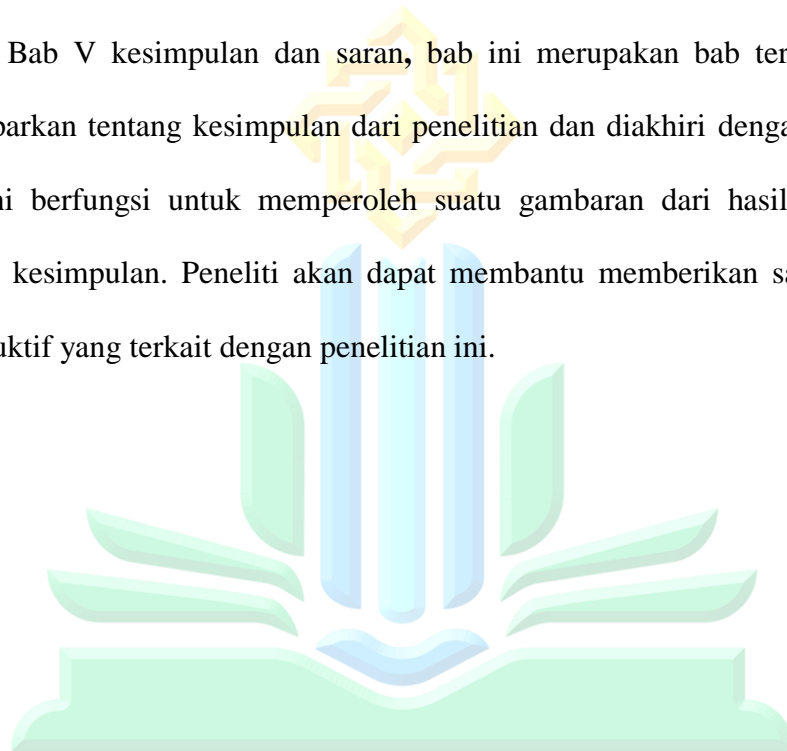 Bab V kesimpulan dan saran, bab ini merupakan bab ter
parkan tentang kesimpulan dari penelitian dan diakhiri denga
ni berfungsi untuk memperoleh suatu gambaran dari hasil
kesimpulan. Peneliti akan dapat membantu memberikan sa
uktif yang terkait dengan penelitian ini.